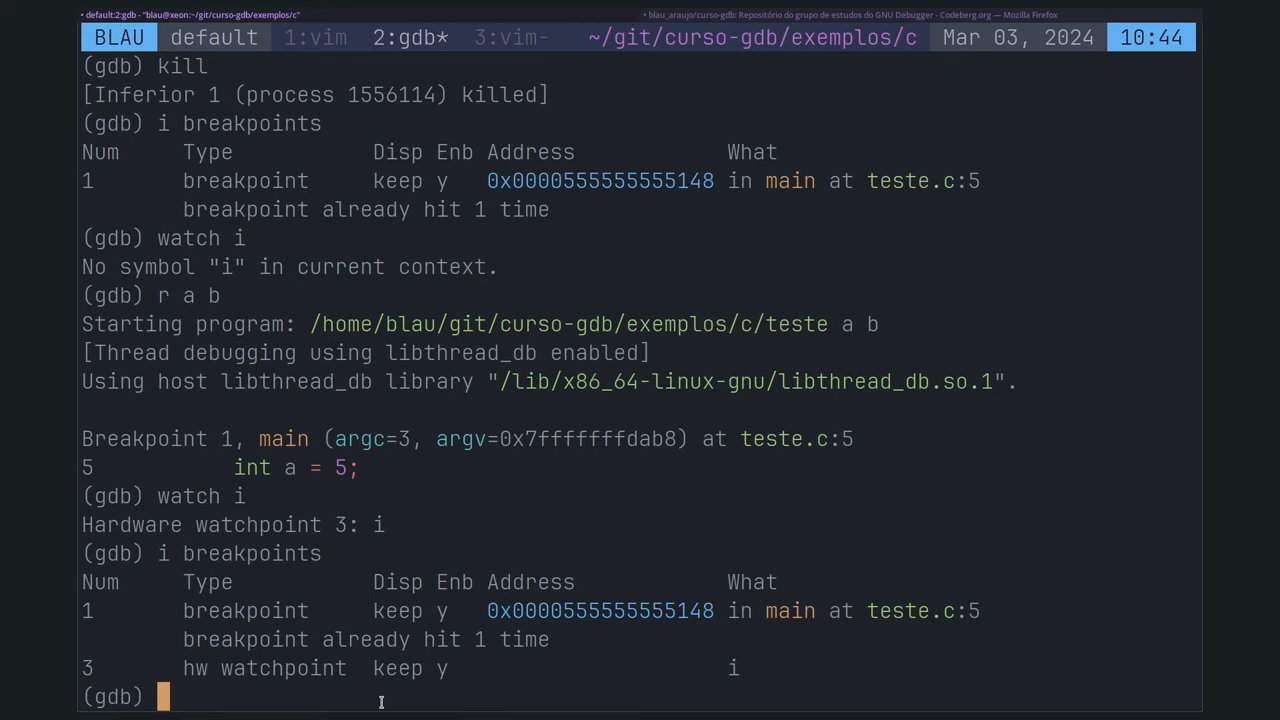 • default:2:gdb - "blau@xeon:~/git/curso-gdb/exemplos/c"
• blau_araujo/curso-gdb: Repositório do grupo de estudos do GNU Debugger - Codeberg.org — Mozilla Firefox
BLAU default 1:vim 2:gdb* 3:vim- ~/git/curso-gdb/exemplos/c Mar 03, 2024 10:44
(gdb) kill
[Inferior 1 (process 1556114) killed]
(gdb) i breakpoints
Num Type Disp Enb Address What
1 breakpoint keep y 0x0000555555555148 in main at teste.c:5
breakpoint already hit 1 time
(gdb) watch i
No symbol "i" in current context.
(gdb) r a b
Starting program: /home/blau/git/curso-gdb/exemplos/c/teste a b
[Thread debugging using libthread_db enabled]
Using host libthread_db library "/lib/x86_64-linux-gnu/libthread_db.so.1".
Breakpoint 1, main (argc=3, argv=0x7fffffffdab8) at teste.c:5
5 int a = 5;
(gdb) watch i
Hardware watchpoint 3: i
(gdb) i breakpoints
Num Type Disp Enb Address What
1 breakpoint keep y 0x0000555555555148 in main at teste.c:5
breakpoint already hit 1 time
3 hw watchpoint keep y i
(gdb)